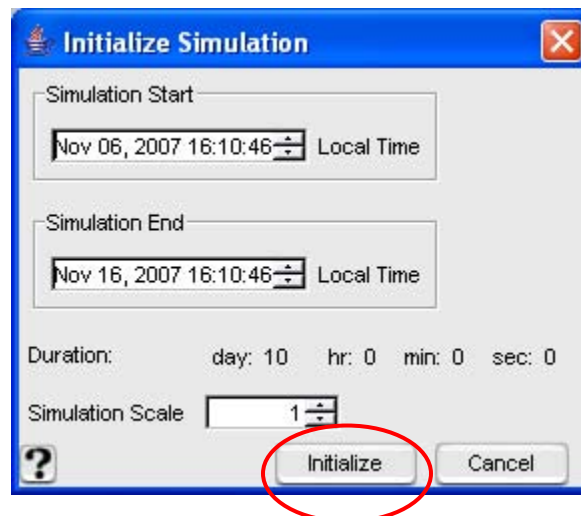 Initialize Simulation
Simulation Start
Nov 06, 2007 16:10:46 Local Time
Simulation End
Nov 16, 2007 16:10:46 Local Time
Duration: day: 10 hr: 0 min: 0 sec: 0
Simulation Scale 1
? Initialize Cancel